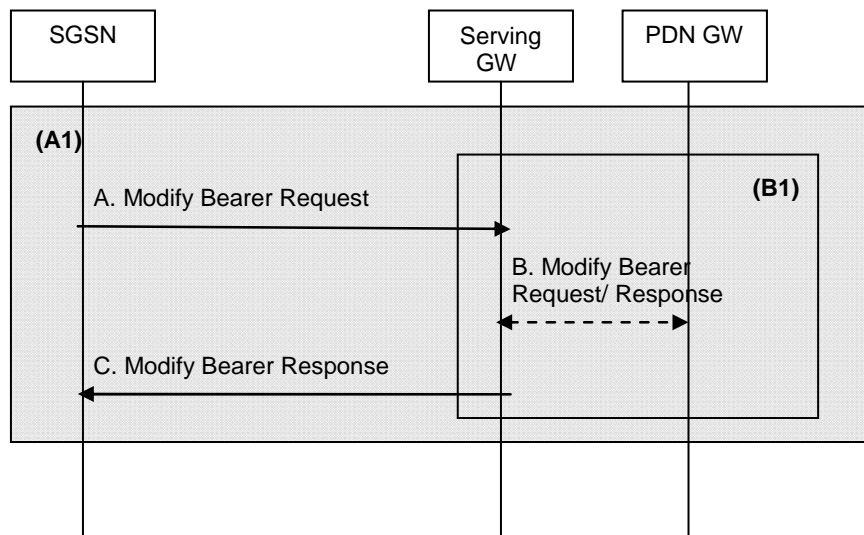 SGSN
Serving
GW
PDN GW
(A1)
(B1)
A. Modify Bearer Request
B. Modify Bearer
Request/ Response
C. Modify Bearer Response